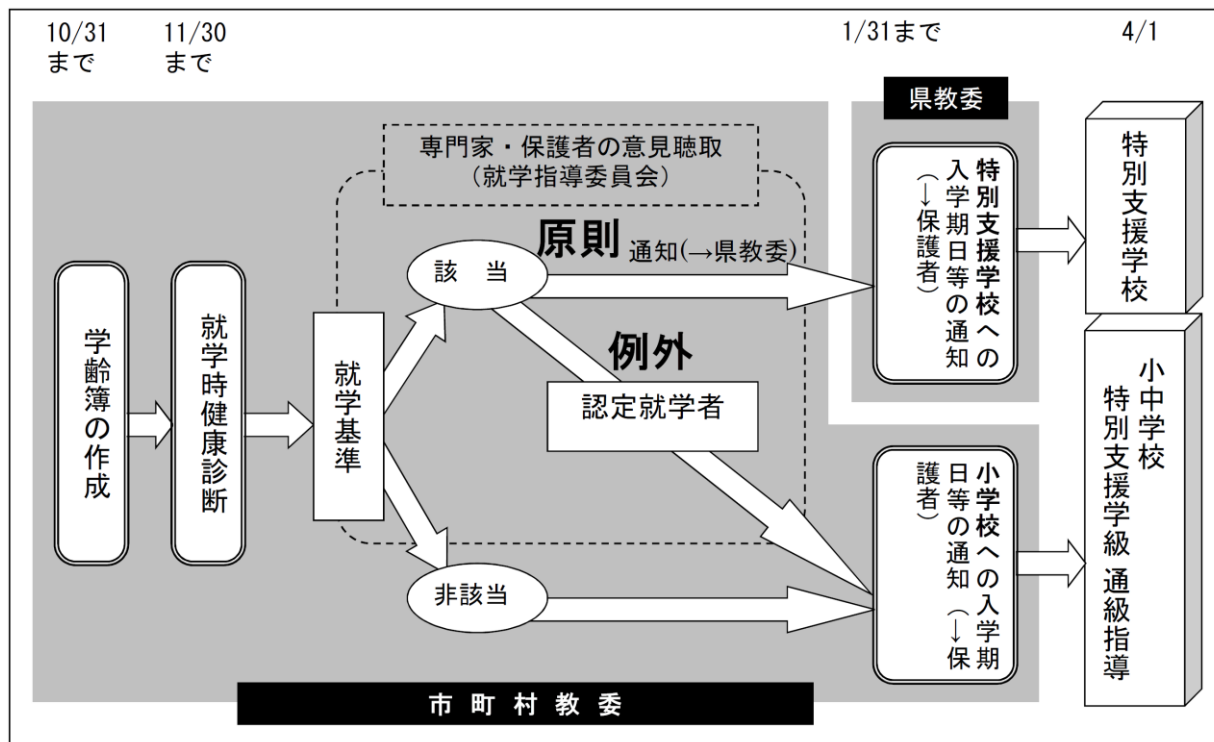 10/31
まで
11/30
まで
1/31まで
4/1
県教委
専門家・保護者の意見聴取
（就学指導委員会）
原則
通知(→県教委)
該　当
例外
認定就学者
非該当
学齢簿の作成
就学時健康診断
就学基準
特別支援学校への
入学期日等の通知
（→保護者）
小学校への入学期
日等の通知（→保
護者）
特別支援学校
小中学校
特別支援学級 通級指導
市町村教委